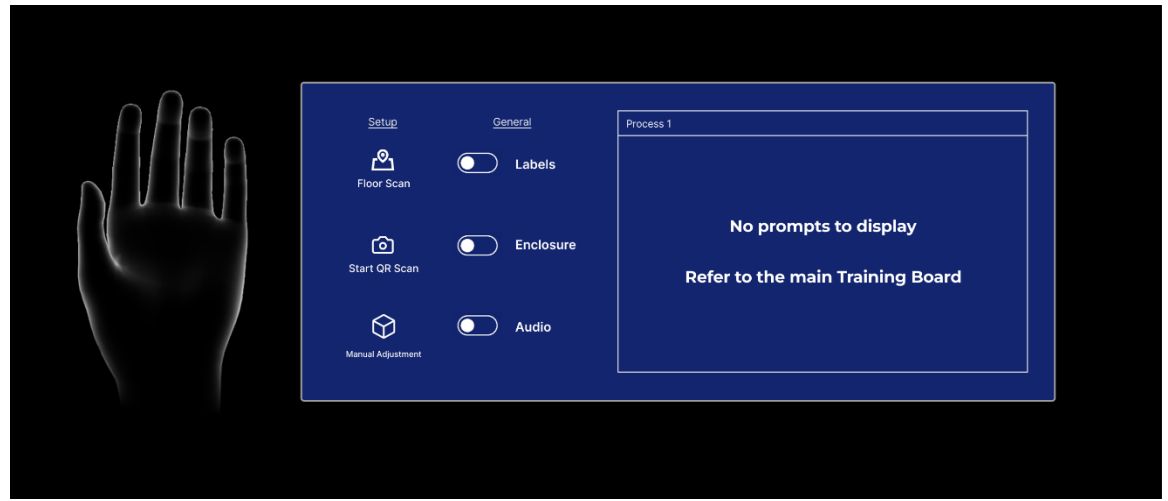 Setup
General
Floor Scan
Labels
Start QR Scan
Enclosure
Manual Adjustment
Audio
Process 1
No prompts to display
Refer to the main Training Board